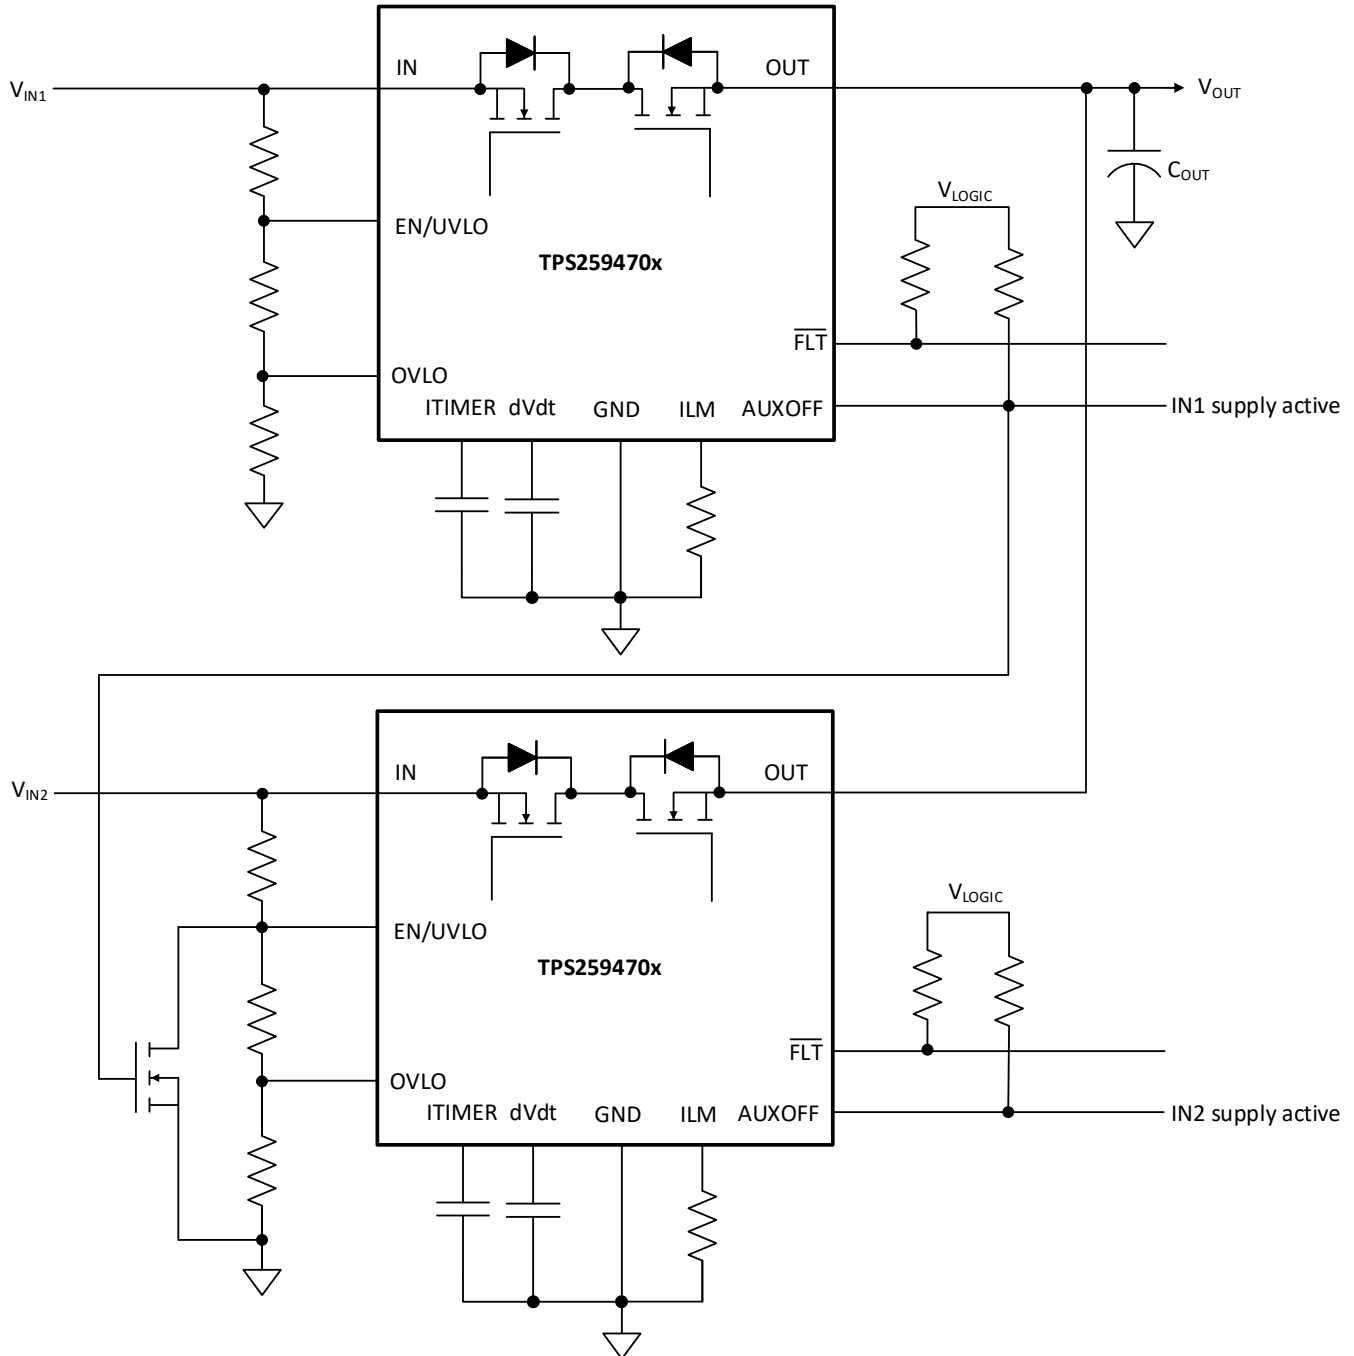 IN
OUT
VIN1
VOUT
COUT
VLOGIC
EN/UVLO
TPS259470x
FLT
OVLO
ITIMER dVdt GND ILM AUXOFF
IN1 supply active
IN
OUT
VIN2
VLOGIC
EN/UVLO
TPS259470x
FLT
OVLO
ITIMER dVdt GND ILM AUXOFF
IN2 supply active